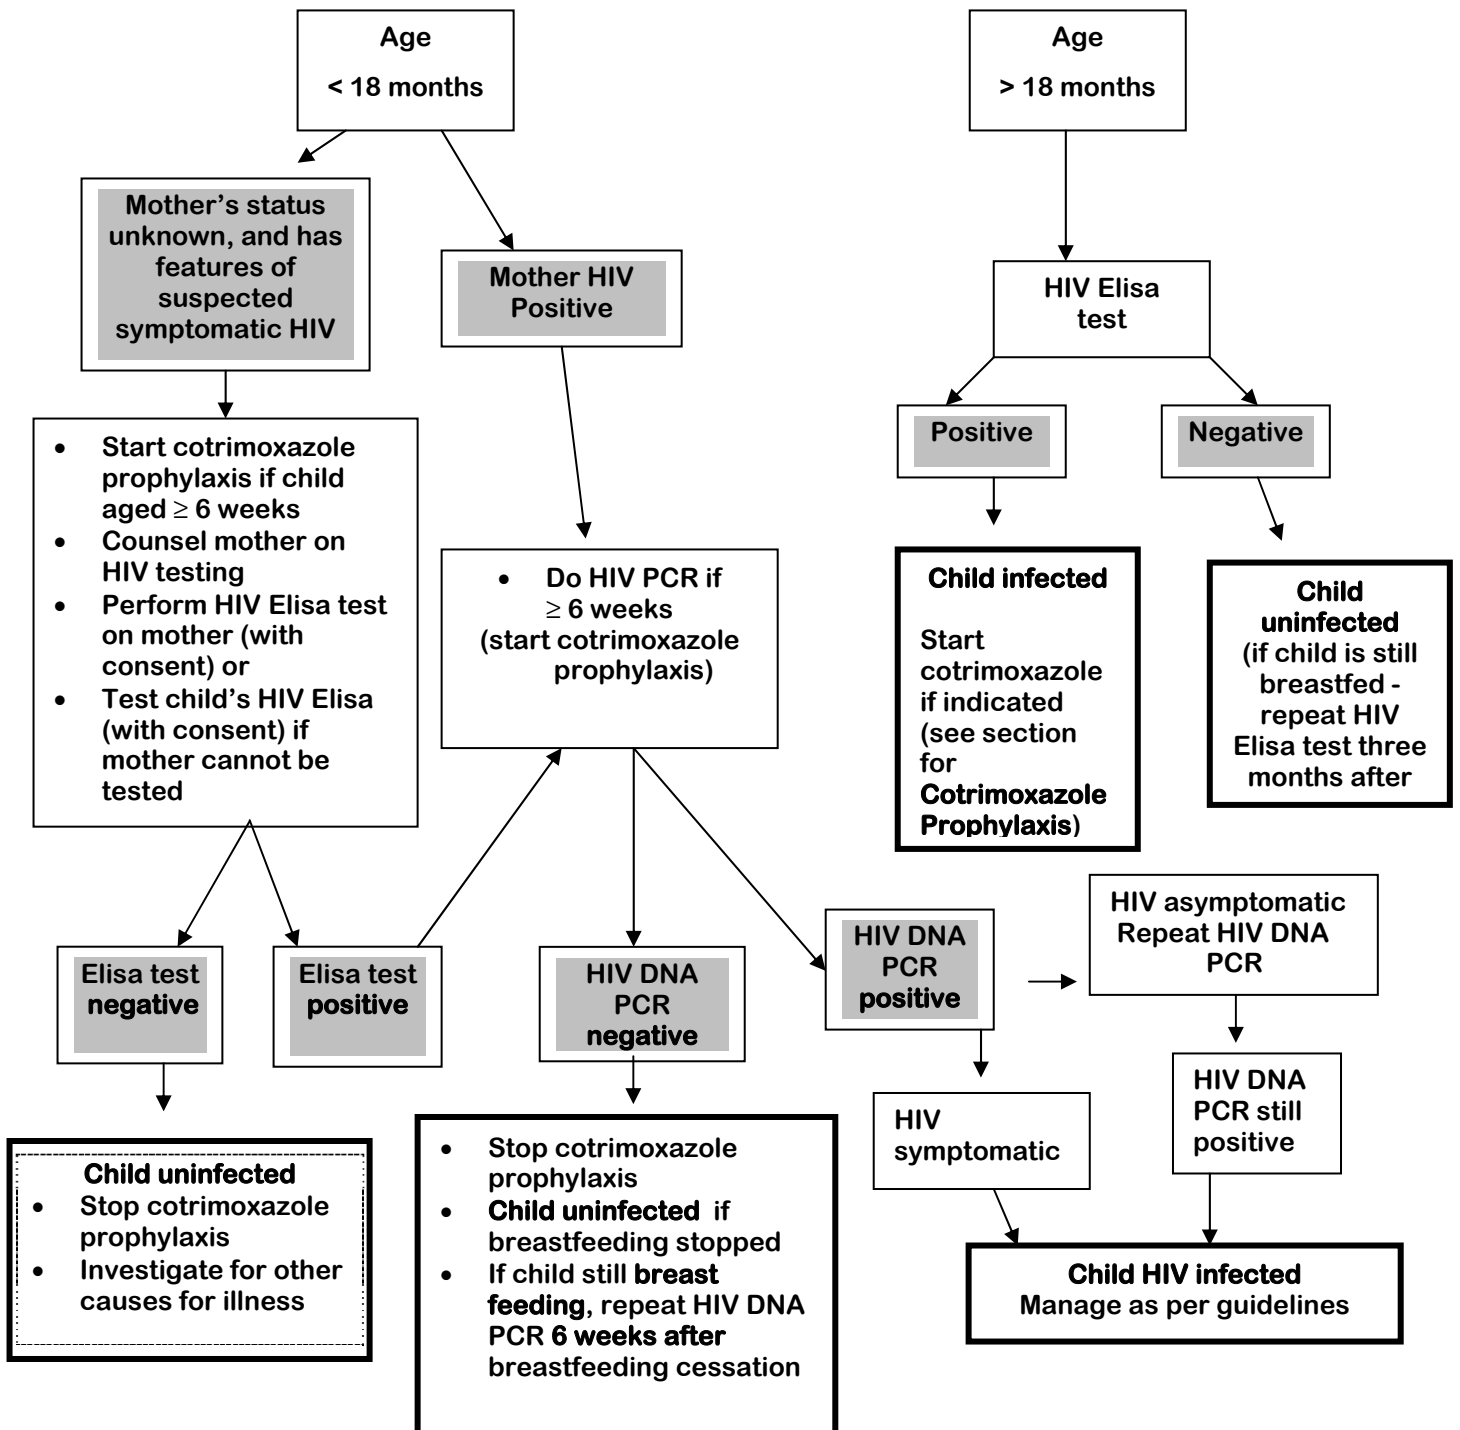 Age
< 18 months
Age
> 18 months
Mother’s status
unknown, and has
features of
suspected
symptomatic HIV
Mother HIV
Positive
HIV Elisa
test
Positive
Negative
• Start cotrimoxazole
prophylaxis if child
aged ≥ 6 weeks
• Counsel mother on
HIV testing
• Perform HIV Elisa test
on mother (with
consent) or
• Test child’s HIV Elisa
(with consent) if
mother cannot be
tested
• Do HIV PCR if
≥ 6 weeks
(start cotrimoxazole
prophylaxis)
Child infected
Start
cotrimoxazole
if indicated
(see section
for
Cotrimoxazole
Prophylaxis)
Child
uninfected
(if child is still
breastfed -
repeat HIV
Elisa test three
months after
Elisa test
negative
Elisa test
positive
HIV DNA
PCR
negative
HIV DNA
PCR
positive
HIV asymptomatic
Repeat HIV DNA
PCR
HIV
symptomatic
HIV DNA
PCR still
positive
Child uninfected
• Stop cotrimoxazole
prophylaxis
• Investigate for other
causes for illness
• Stop cotrimoxazole
prophylaxis
• Child uninfected if
breastfeeding stopped
• If child still breast
feeding, repeat HIV DNA
PCR 6 weeks after
breastfeeding cessation
Child HIV infected
Manage as per guidelines